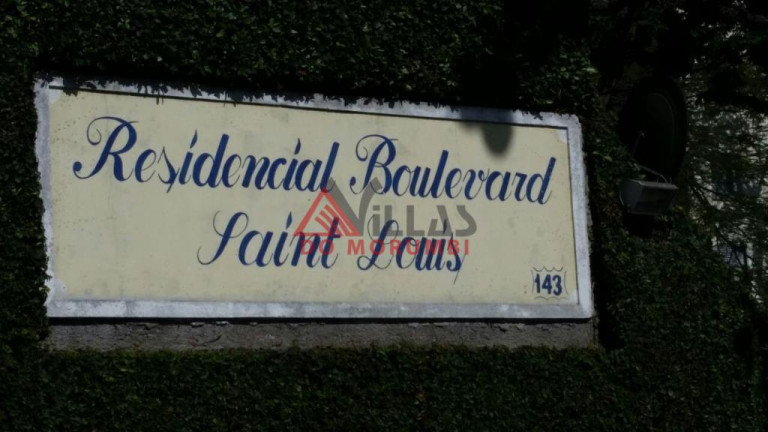 Residencial Boulevard
Saint Louis
ViLLAS
DO MORUMBI
143